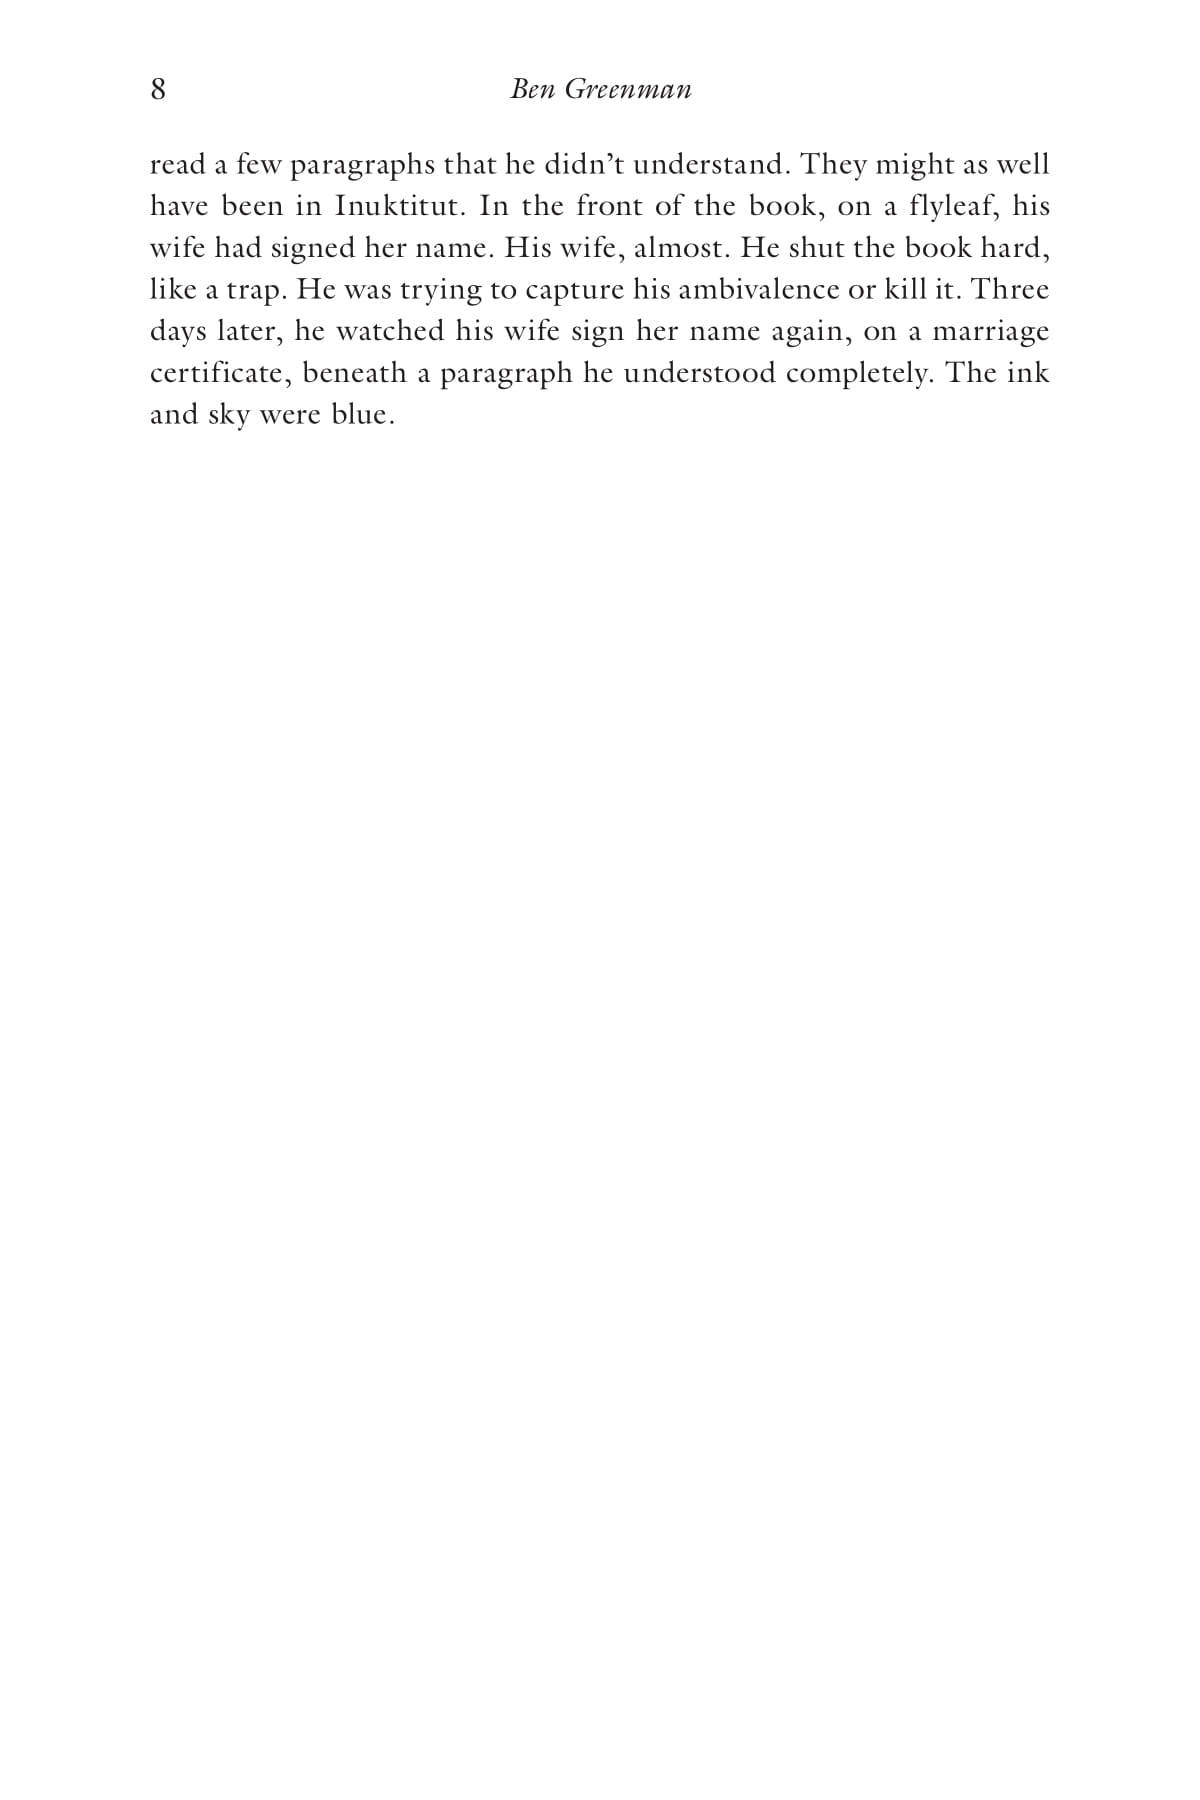 8
Ben Greenman
read a few paragraphs that he didn’t understand. They might as well
have been in Inuktitut. In the front of the book, on a flyleaf, his
wife had signed her name. His wife, almost. He shut the book hard,
like a trap. He was trying to capture his ambivalence or kill it. Three
days later, he watched his wife sign her name again, on a marriage
certificate, beneath a paragraph he understood completely. The ink
and sky were blue.